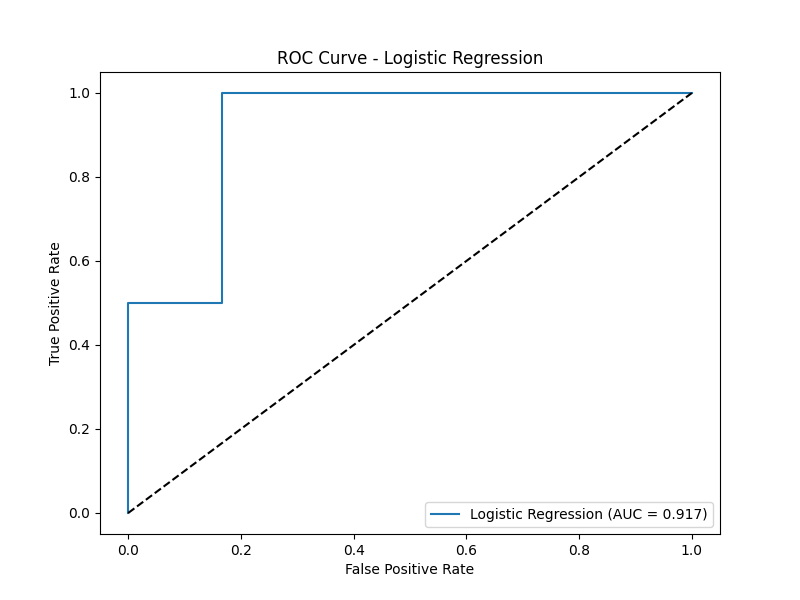 ROC Curve - Logistic Regression
True Positive Rate
1.0
0.8
0.6
0.4
0.2
0.0
Logistic Regression (AUC = 0.917)
0.0 0.2 0.4 0.6 0.8 1.0
False Positive Rate